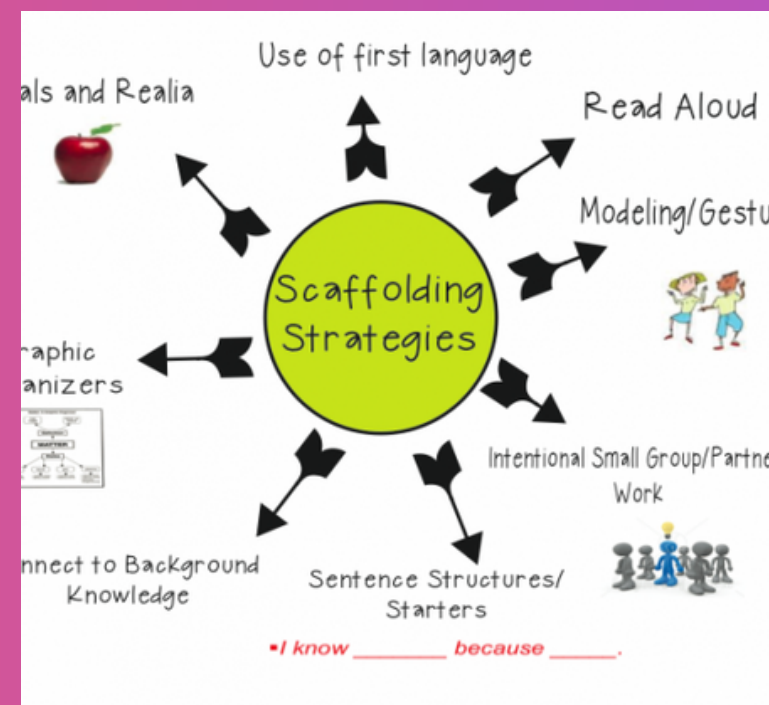 Use of first language
als and Realia
Read Aloud
Modeling/Gestu
Scaffolding
Strategies
raphic
anizers
MATTER
Intentional Small Group/Partne
Work
nnect to Background
Knowledge
Sentence Structures/
Starters
▪I know ________ because ______.